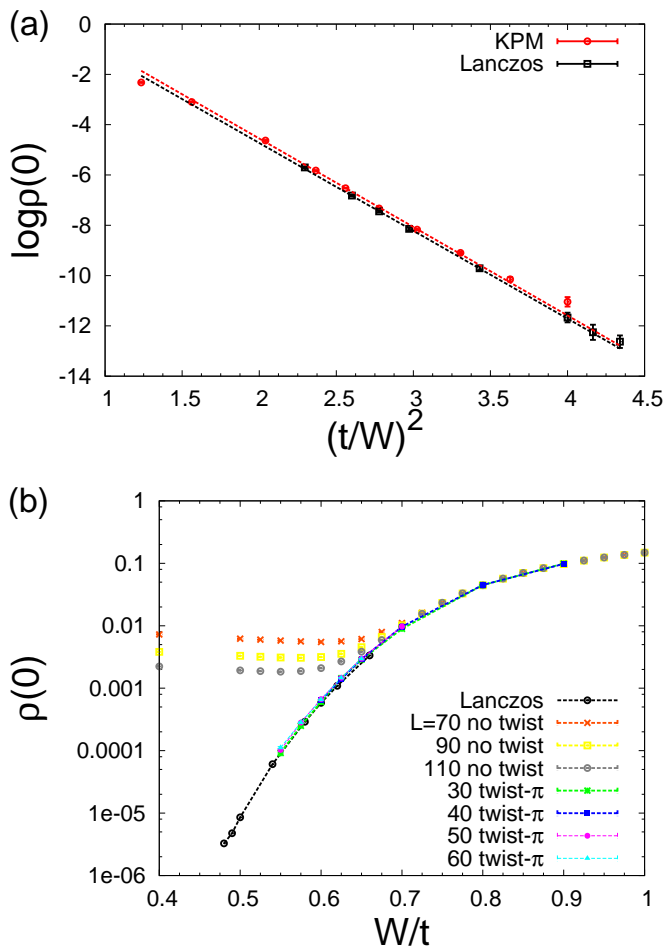 (a)
0
-2
-4
-6
-8
-10
-12
-14
logρ(0)
KPM
Lanczos
1 1.5 2 2.5 3 3.5 4 4.5
(t/W)²
(b)
1
0.1
0.01
0.001
0.0001
1e-05
1e-06
ρ(0)
Lanczos
L=70 no twist
90 no twist
110 no twist
30 twist-π
40 twist-π
50 twist-π
60 twist-π
0.4 0.5 0.6 0.7 0.8 0.9 1
W/t